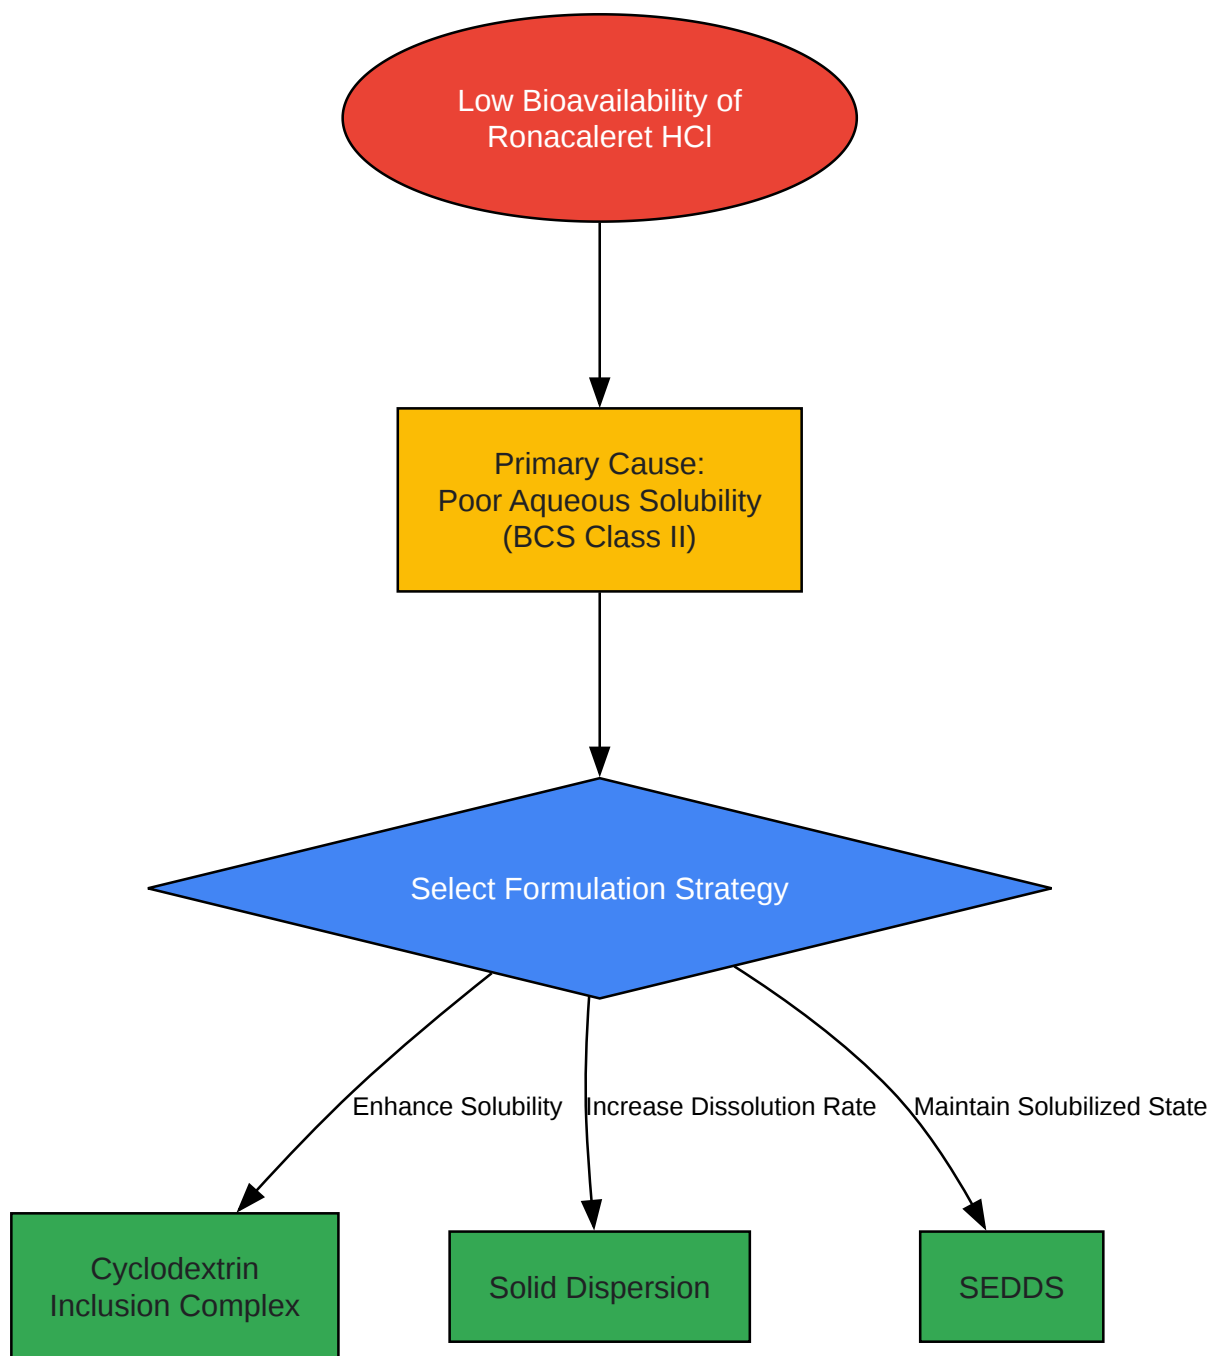 Low Bioavailability of
Ronacaleret HCl
Primary Cause:
Poor Aqueous Solubility
(BCS Class II)
Select Formulation Strategy
Enhance Solubility
Increase Dissolution Rate
Maintain Solubilized State
Cyclodextrin
Inclusion Complex
Solid Dispersion
SEDDS